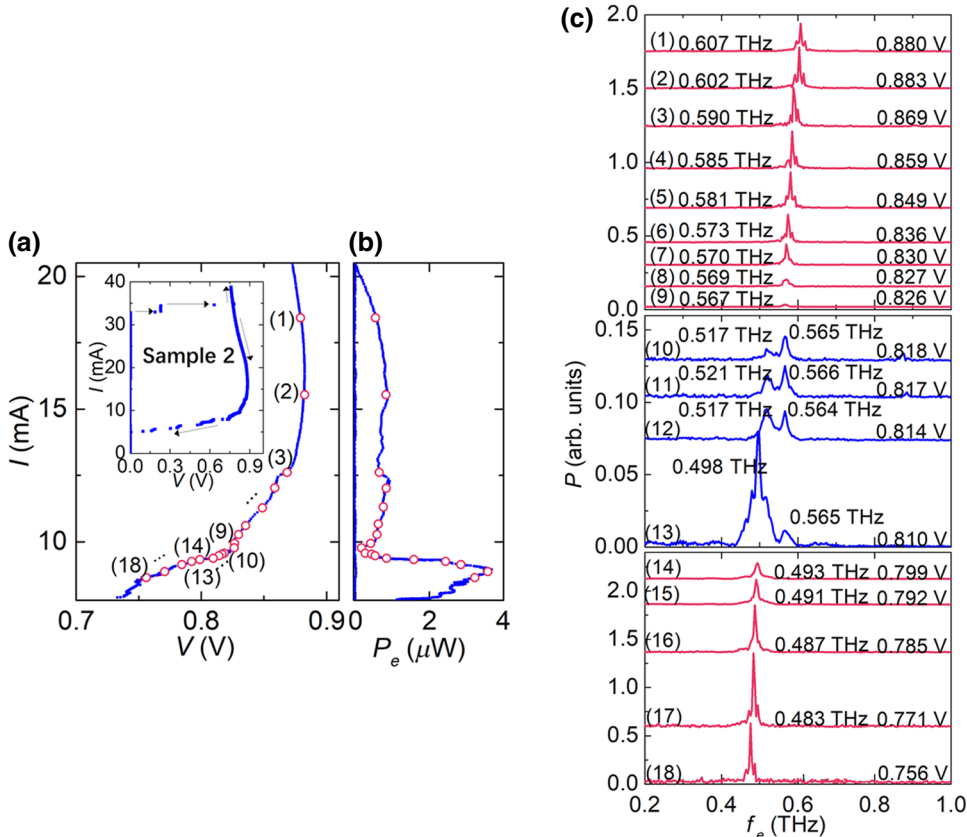 (a)
20
15
10
I (mA)
0.7
0.8
0.9
V (V)
40
30
20
10
0
I (mA)
0.0
0.3
0.6
0.9
V (V)
Sample 2
(1)
(2)
(3)
(9)
(14)
(18)
(10)
(13)
(b)
0
2
4
Pe (μW)
(c)
2.0
1.5
1.0
0.5
0.0
(1) 0.607 THz 0.880 V
(2) 0.602 THz 0.883 V
(3) 0.590 THz 0.869 V
(4) 0.585 THz 0.859 V
(5) 0.581 THz 0.849 V
(6) 0.573 THz 0.836 V
(7) 0.570 THz 0.830 V
(8) 0.569 THz 0.827 V
(9) 0.567 THz 0.826 V
0.15
0.10
0.05
0.00
P (arb. units)
0.517 THz 0.565 THz
(10) 0.818 V
0.521 THz 0.566 THz
(11) 0.817 V
0.517 THz 0.564 THz
(12) 0.814 V
0.498 THz
0.565 THz
(13) 0.810 V
2.0
1.5
1.0
0.5
0.0
(14) 0.493 THz 0.799 V
(15) 0.491 THz 0.792 V
(16) 0.487 THz 0.785 V
(17) 0.483 THz 0.771 V
(18) 0.756 V
0.2
0.4
0.6
0.8
1.0
fe (THz)